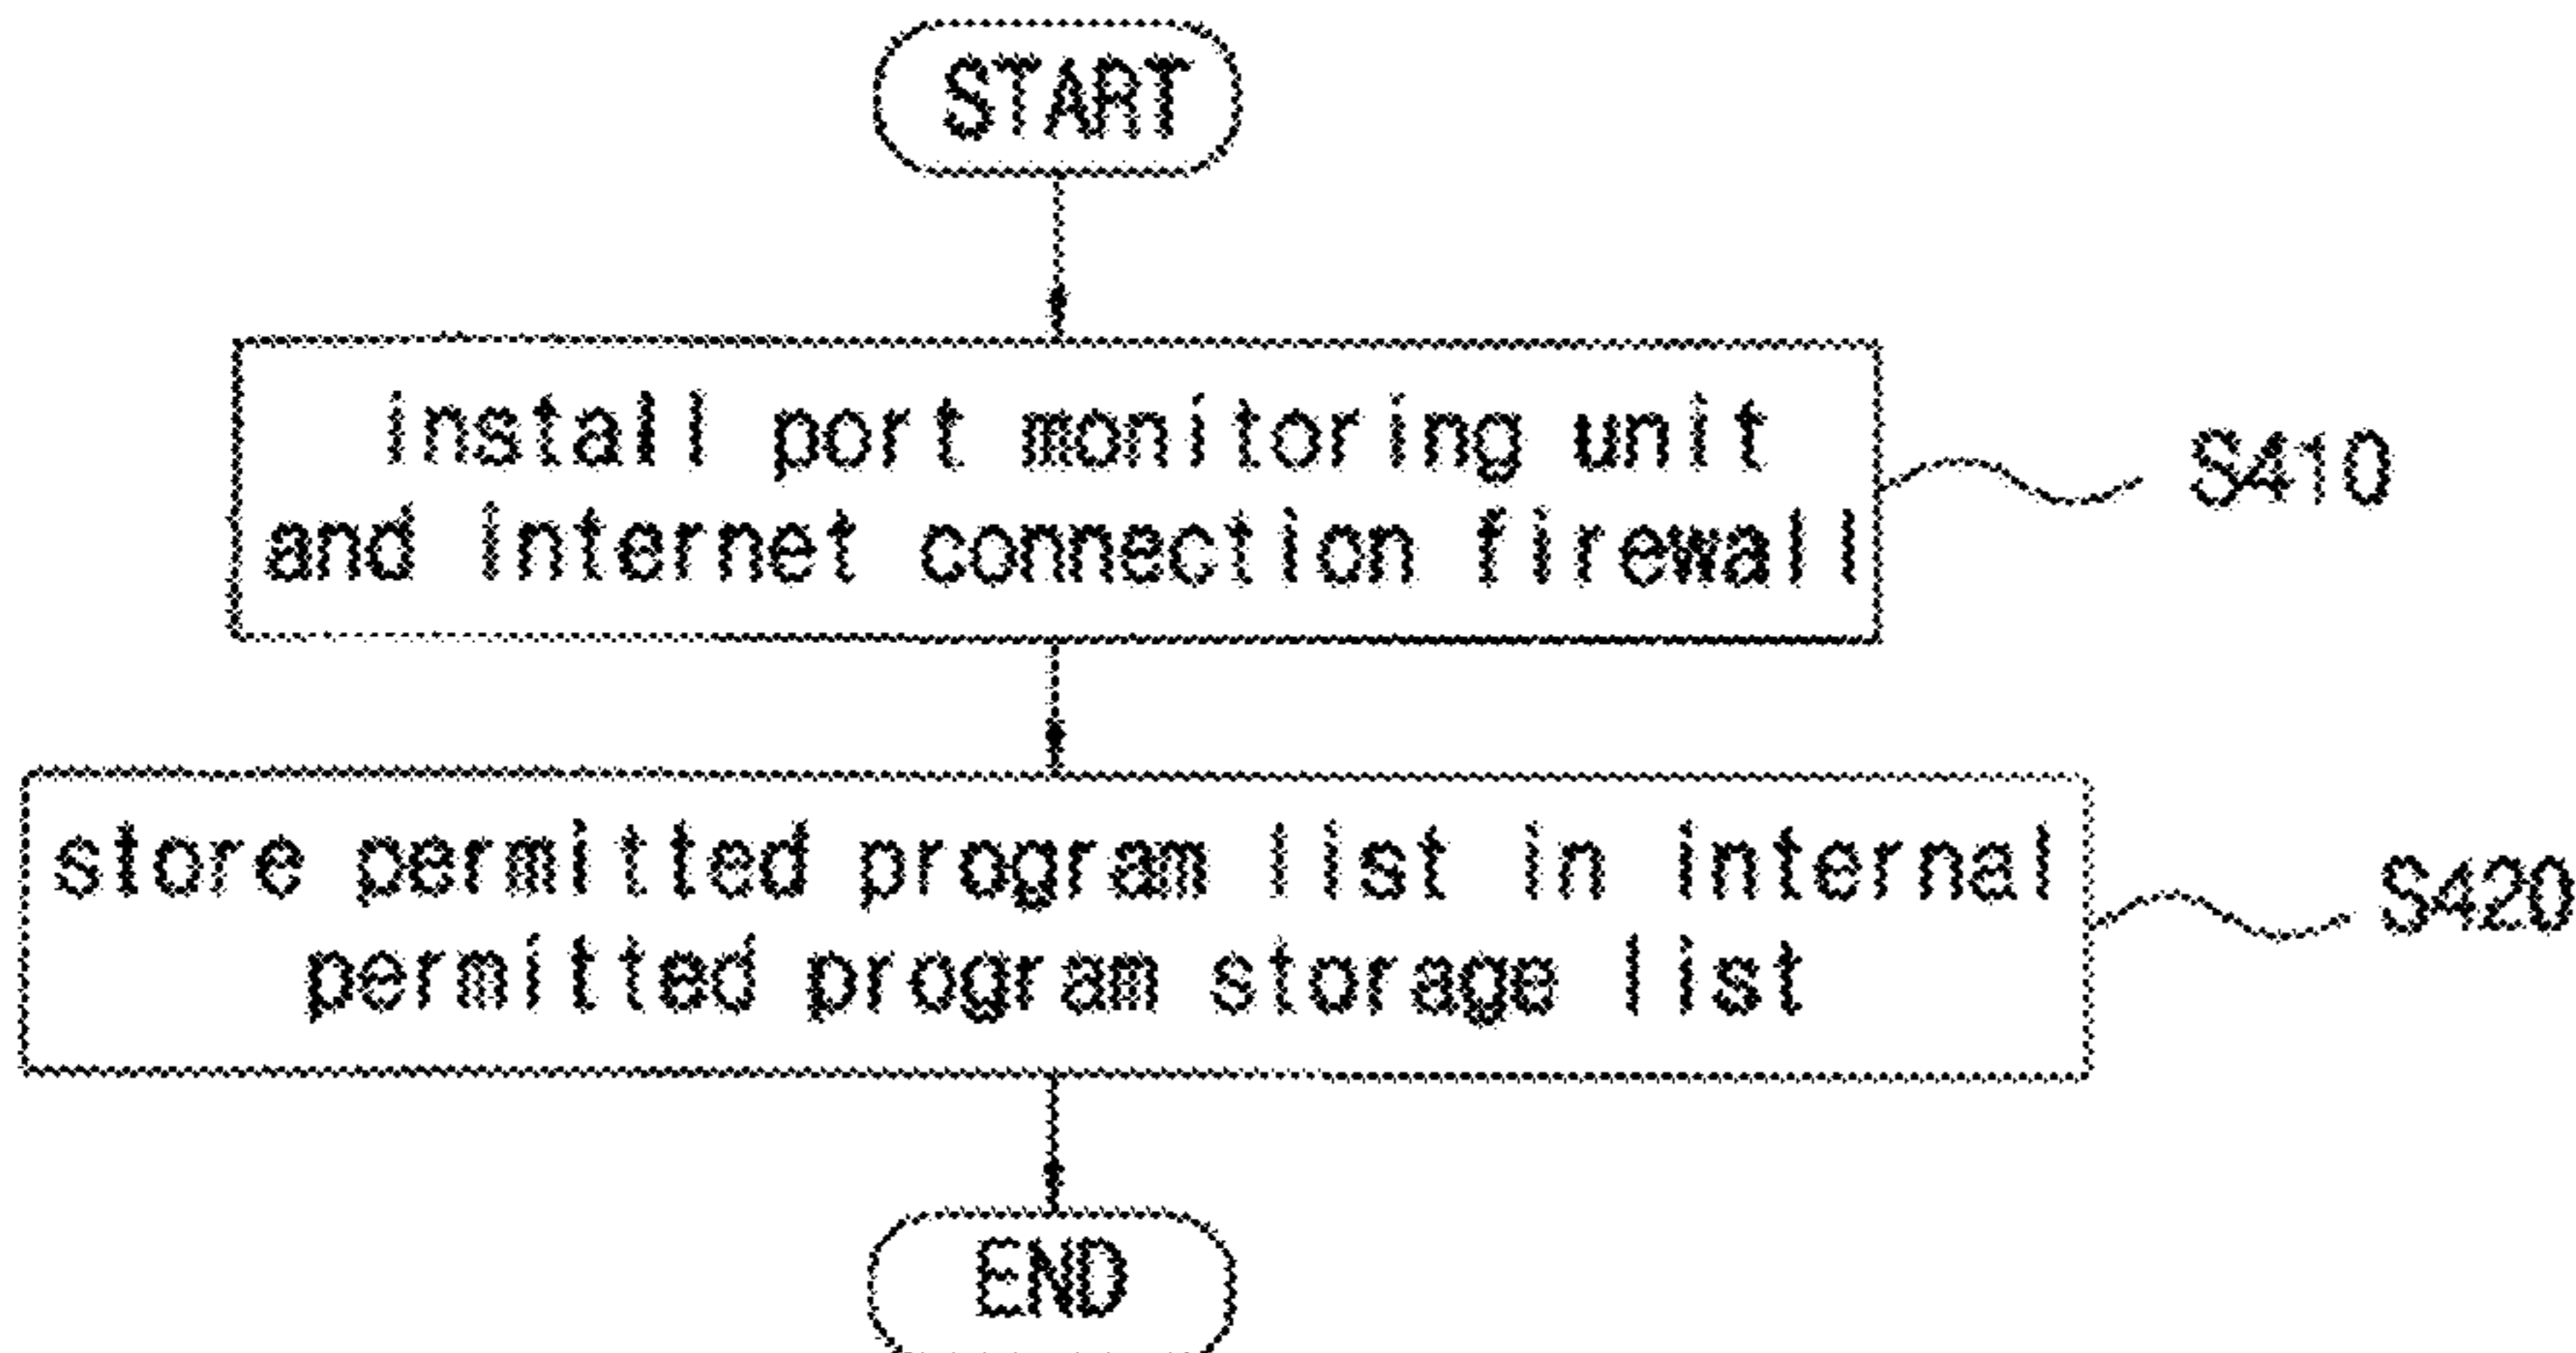 START
install port monitoring unit
and internet connection firewall
S410
store permitted program list in internal
permitted program storage list
S420
END